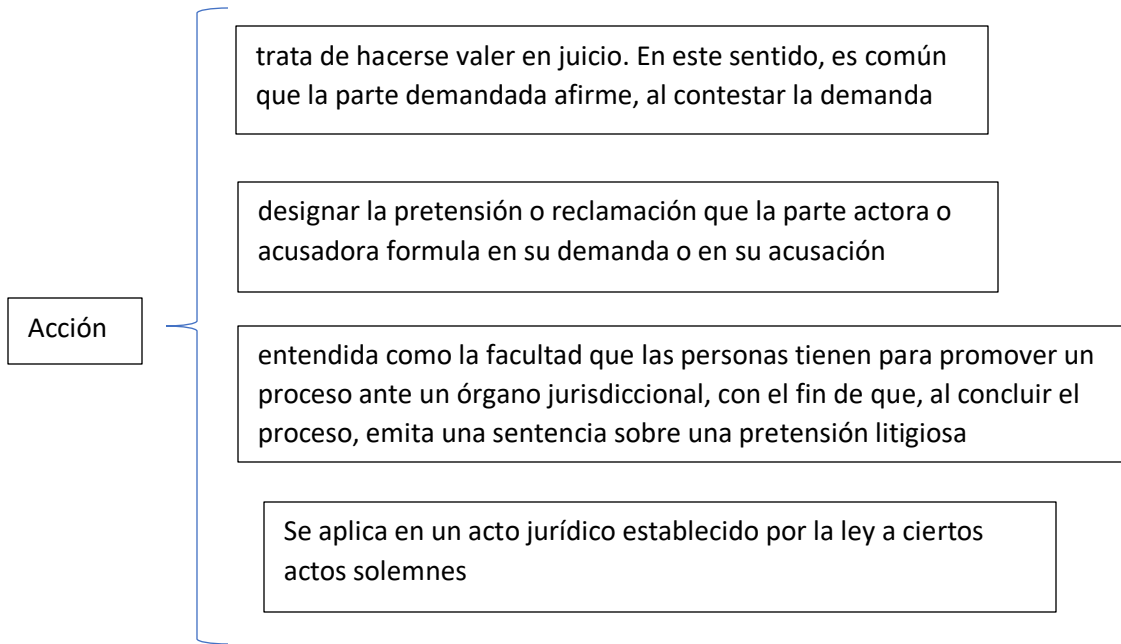 trata de hacerse valer en juicio. En este sentido, es común
que la parte demandada afirme, al contestar la demanda
designar la pretensión o reclamación que la parte actora o
acusadora formula en su demanda o en su acusación
Acción
entendida como la facultad que las personas tienen para promover un
proceso ante un órgano jurisdiccional, con el fin de que, al concluir el
proceso, emita una sentencia sobre una pretensión litigiosa
Se aplica en un acto jurídico establecido por la ley a ciertos
actos solemnes